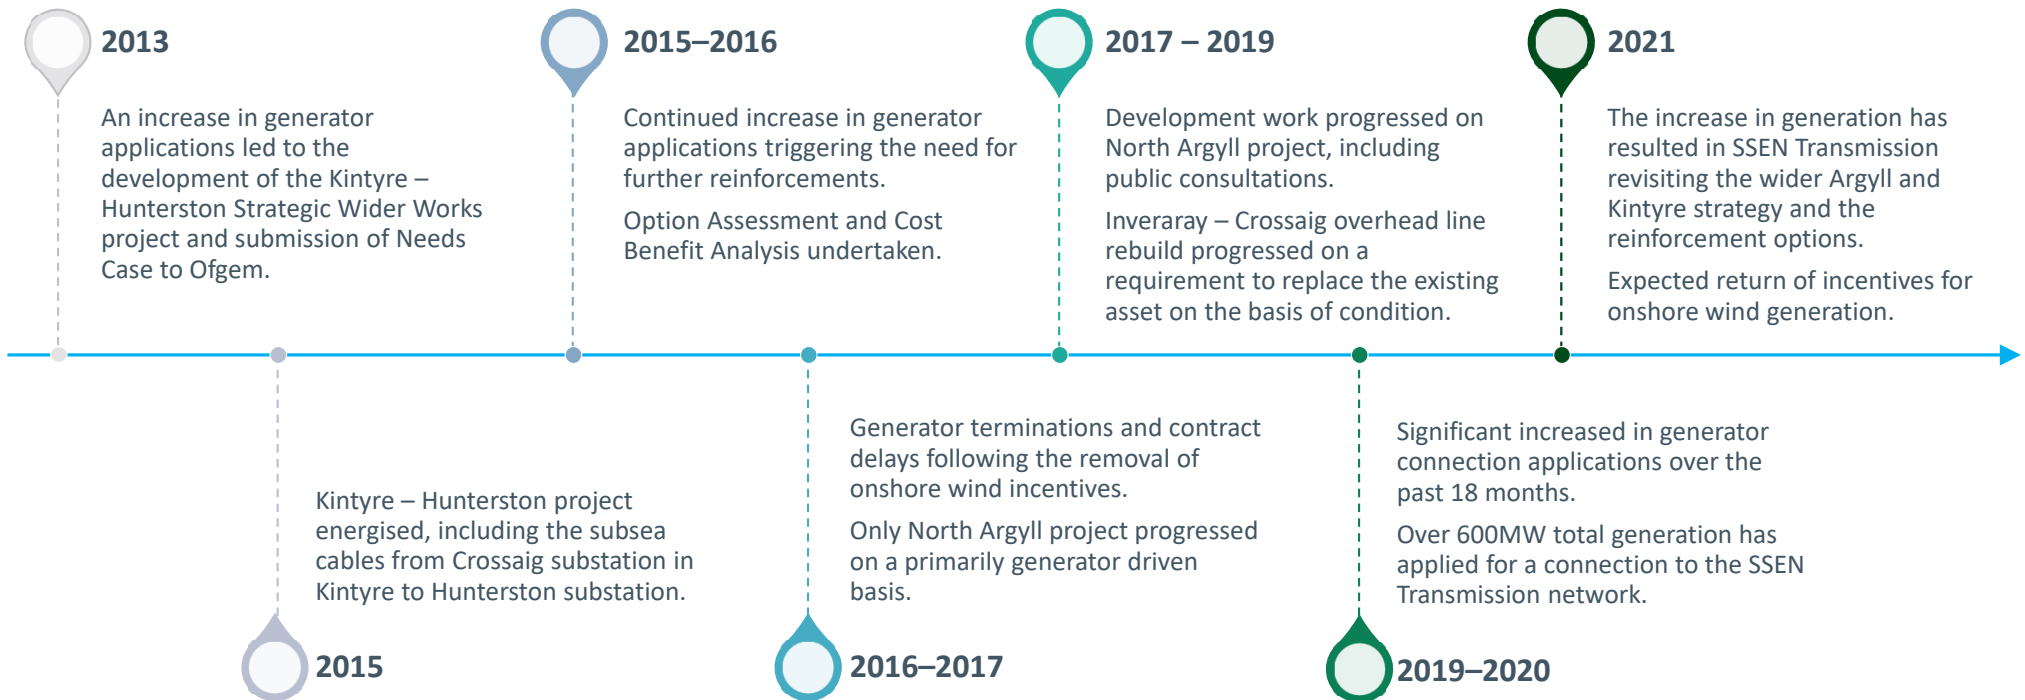 2013
An increase in generator
applications led to the
development of the Kintyre –
Hunterston Strategic Wider Works
project and submission of Needs
Case to Ofgem.
Kintyre – Hunterston project
energised, including the subsea
cables from Crossaig substation in
Kintyre to Hunterston substation.
2015
2015–2016
Continued increase in generator
applications triggering the need for
further reinforcements.
Option Assessment and Cost
Benefit Analysis undertaken.
Generator terminations and contract
delays following the removal of
onshore wind incentives.
Only North Argyll project progressed
on a primarily generator driven
basis.
2016–2017
2017 – 2019
Development work progressed on
North Argyll project, including
public consultations.
Inveraray – Crossaig overhead line
rebuild progressed on a
requirement to replace the existing
asset on the basis of condition.
Significant increased in generator
connection applications over the
past 18 months.
Over 600MW total generation has
applied for a connection to the SSEN
Transmission network.
2019–2020
2021
The increase in generation has
resulted in SSEN Transmission
revisiting the wider Argyll and
Kintyre strategy and the
reinforcement options.
Expected return of incentives for
onshore wind generation.